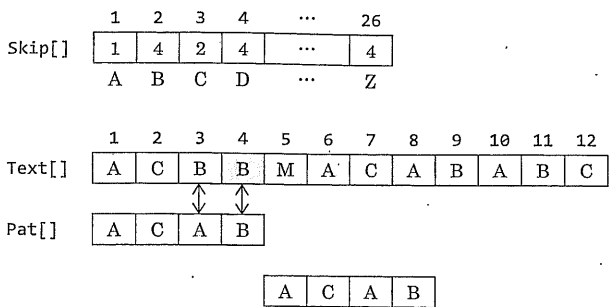 1 2 3 4 ... 26
Skip[] 1 4 2 4 ... 4
A B C D ... Z
1 2 3 4 5 6 7 8 9 10 11 12
Text[] A C B B M A C A B A B C
Pat[] A C A B
A C A B